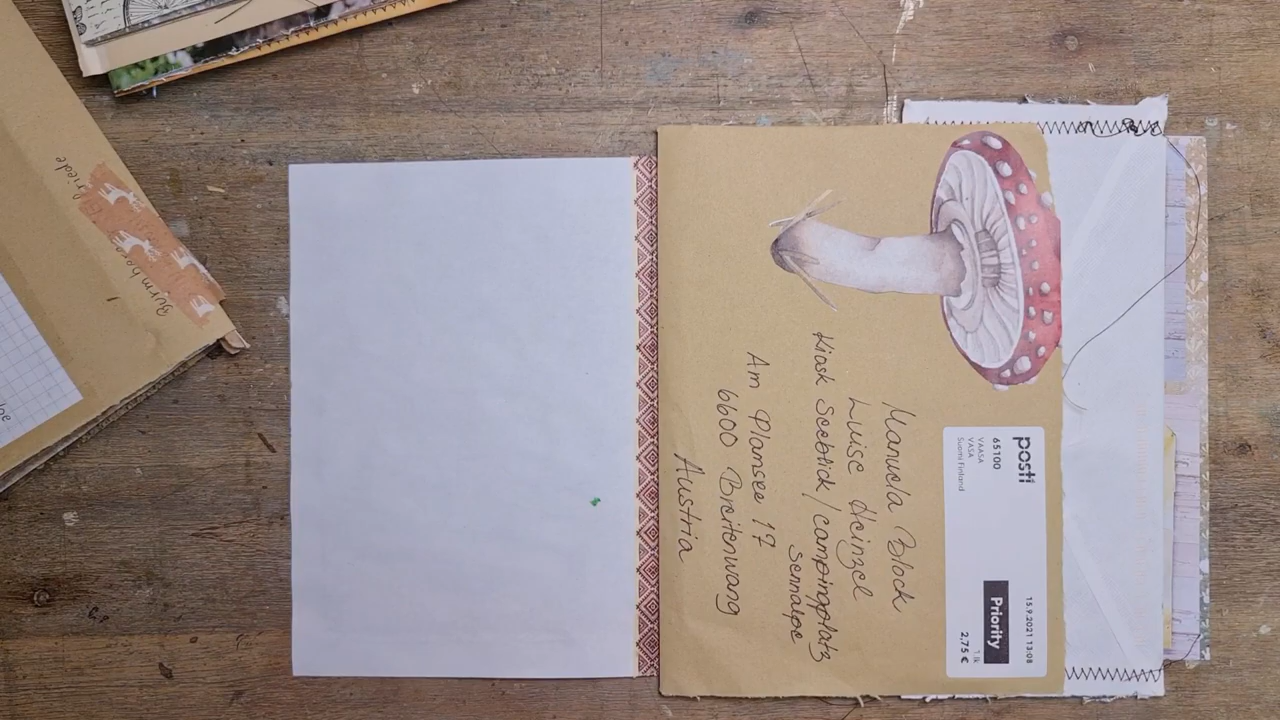 Manuela Block
Luise Heinzel
Kiosk Seeblick / Campingplatz
Sennalpe
Am Plansee 17
6600 Breitenwang
Austria
posti
65100
VAASA
VASA
Suomi Finland
15.9.2021 13:08
1 lk
Priority
2,75 €